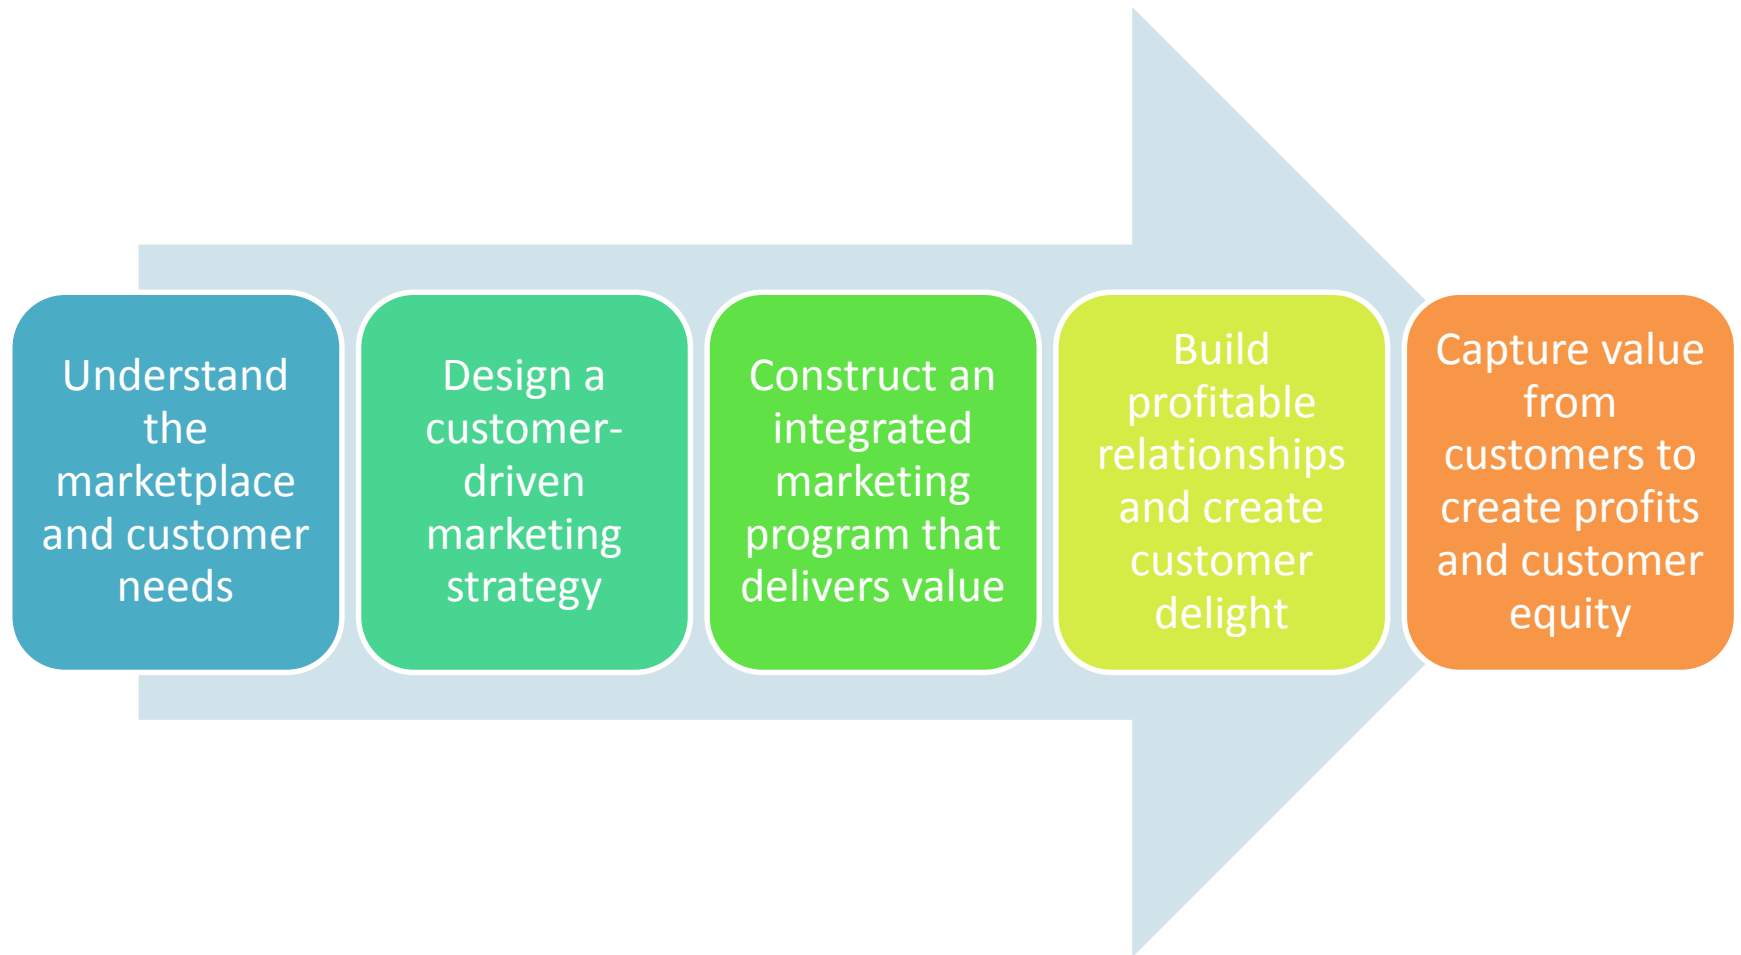 Understand
the
marketplace
and customer
needs
Design a
customer-
driven
marketing
strategy
Construct an
integrated
marketing
program that
delivers value
Build
profitable
relationships
and create
customer
delight
Capture value
from
customers to
create profits
and customer
equity